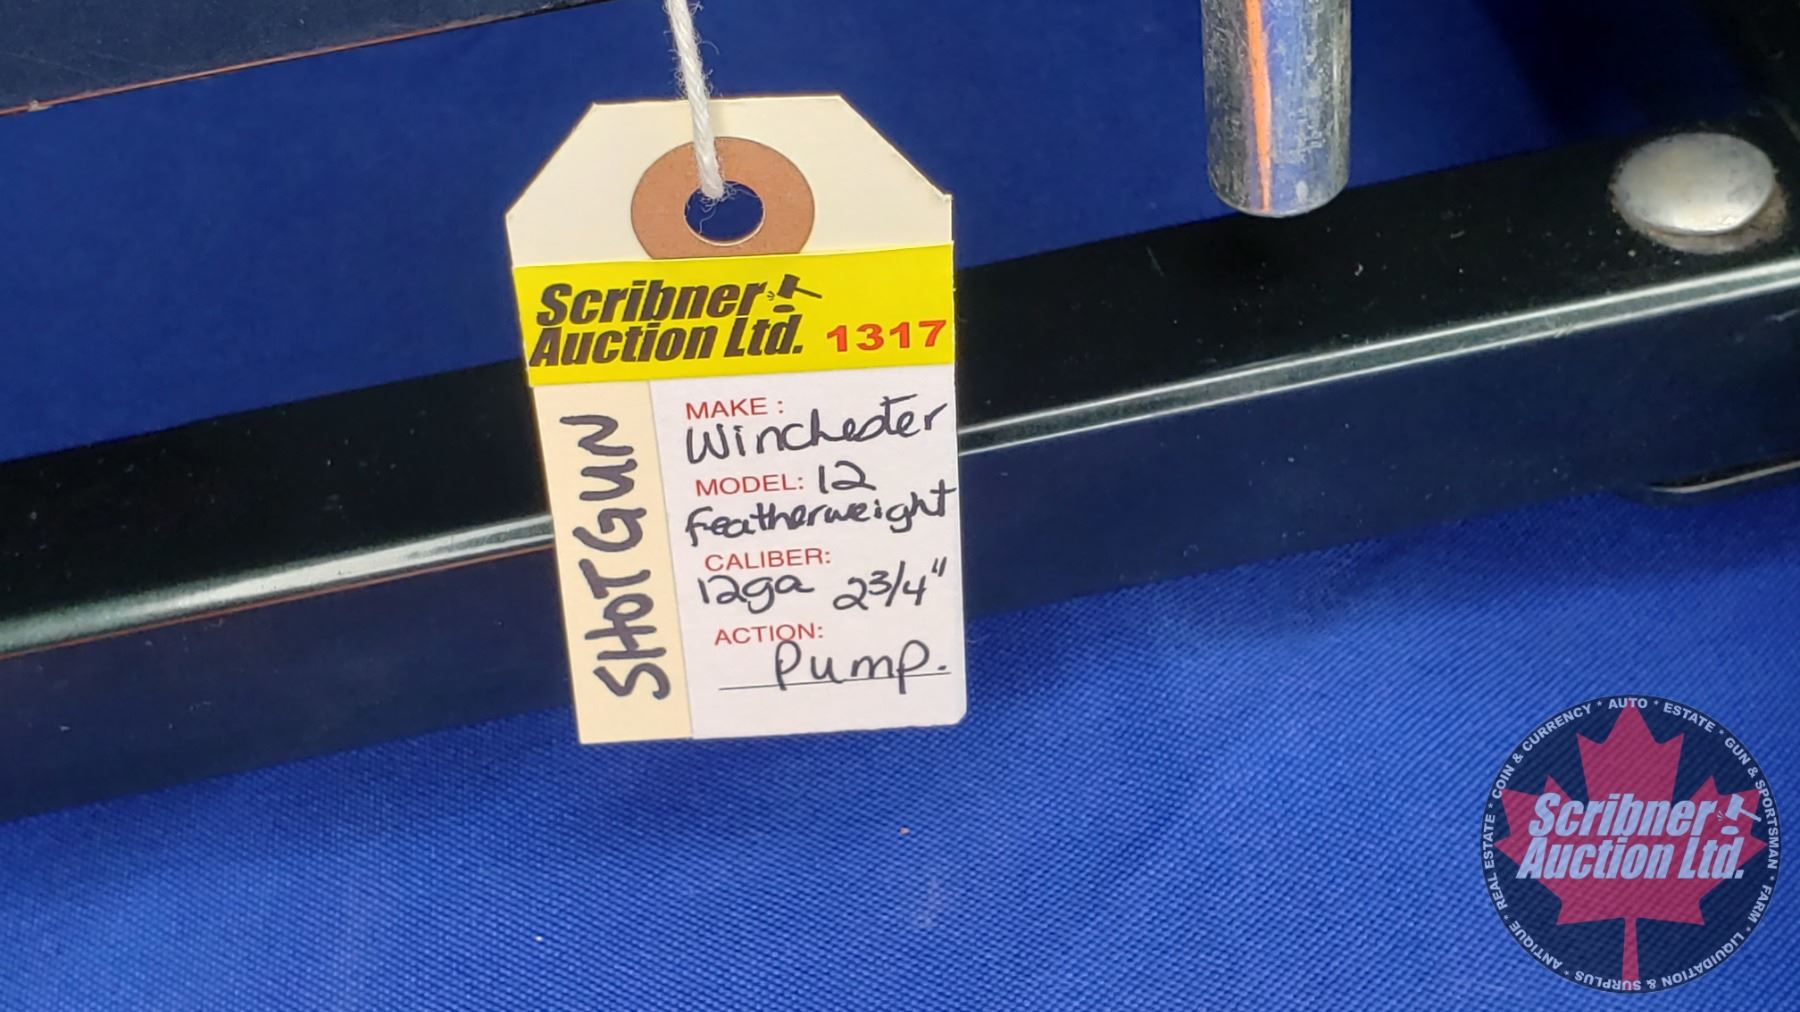 Scribner
Auction Ltd. 1317
SHOTGUN
MAKE :
Winchester
MODEL: 12
Featherweight
CALIBER:
12ga 2 3/4"
ACTION:
Pump.
COIN & CURRENCY * AUTO * ESTATE * GUN & SPORTSMAN * FARM * LIQUIDATION & SURPLUS * ANTIQUE * REAL ESTATE *
Scribner
Auction Ltd.